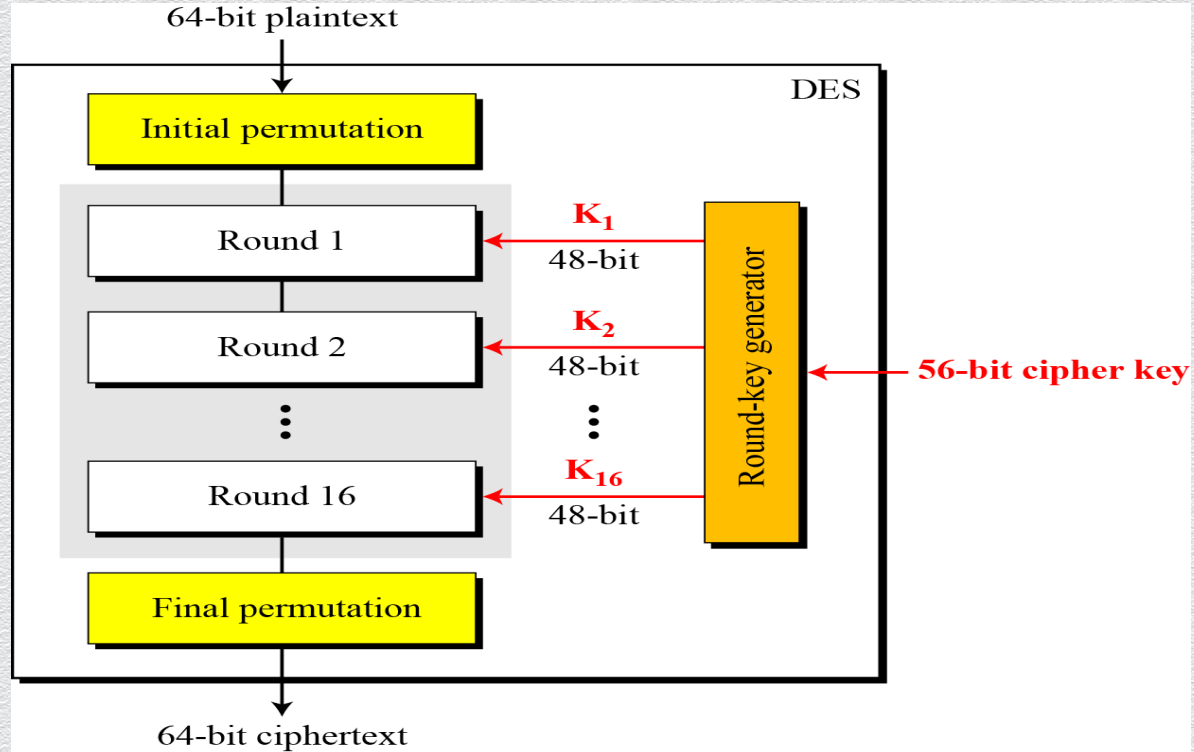 64-bit plaintext
DES
Initial permutation
Round 1
K1
48-bit
Round 2
K2
48-bit
Round-key generator
56-bit cipher key
Round 16
K16
48-bit
Final permutation
64-bit ciphertext